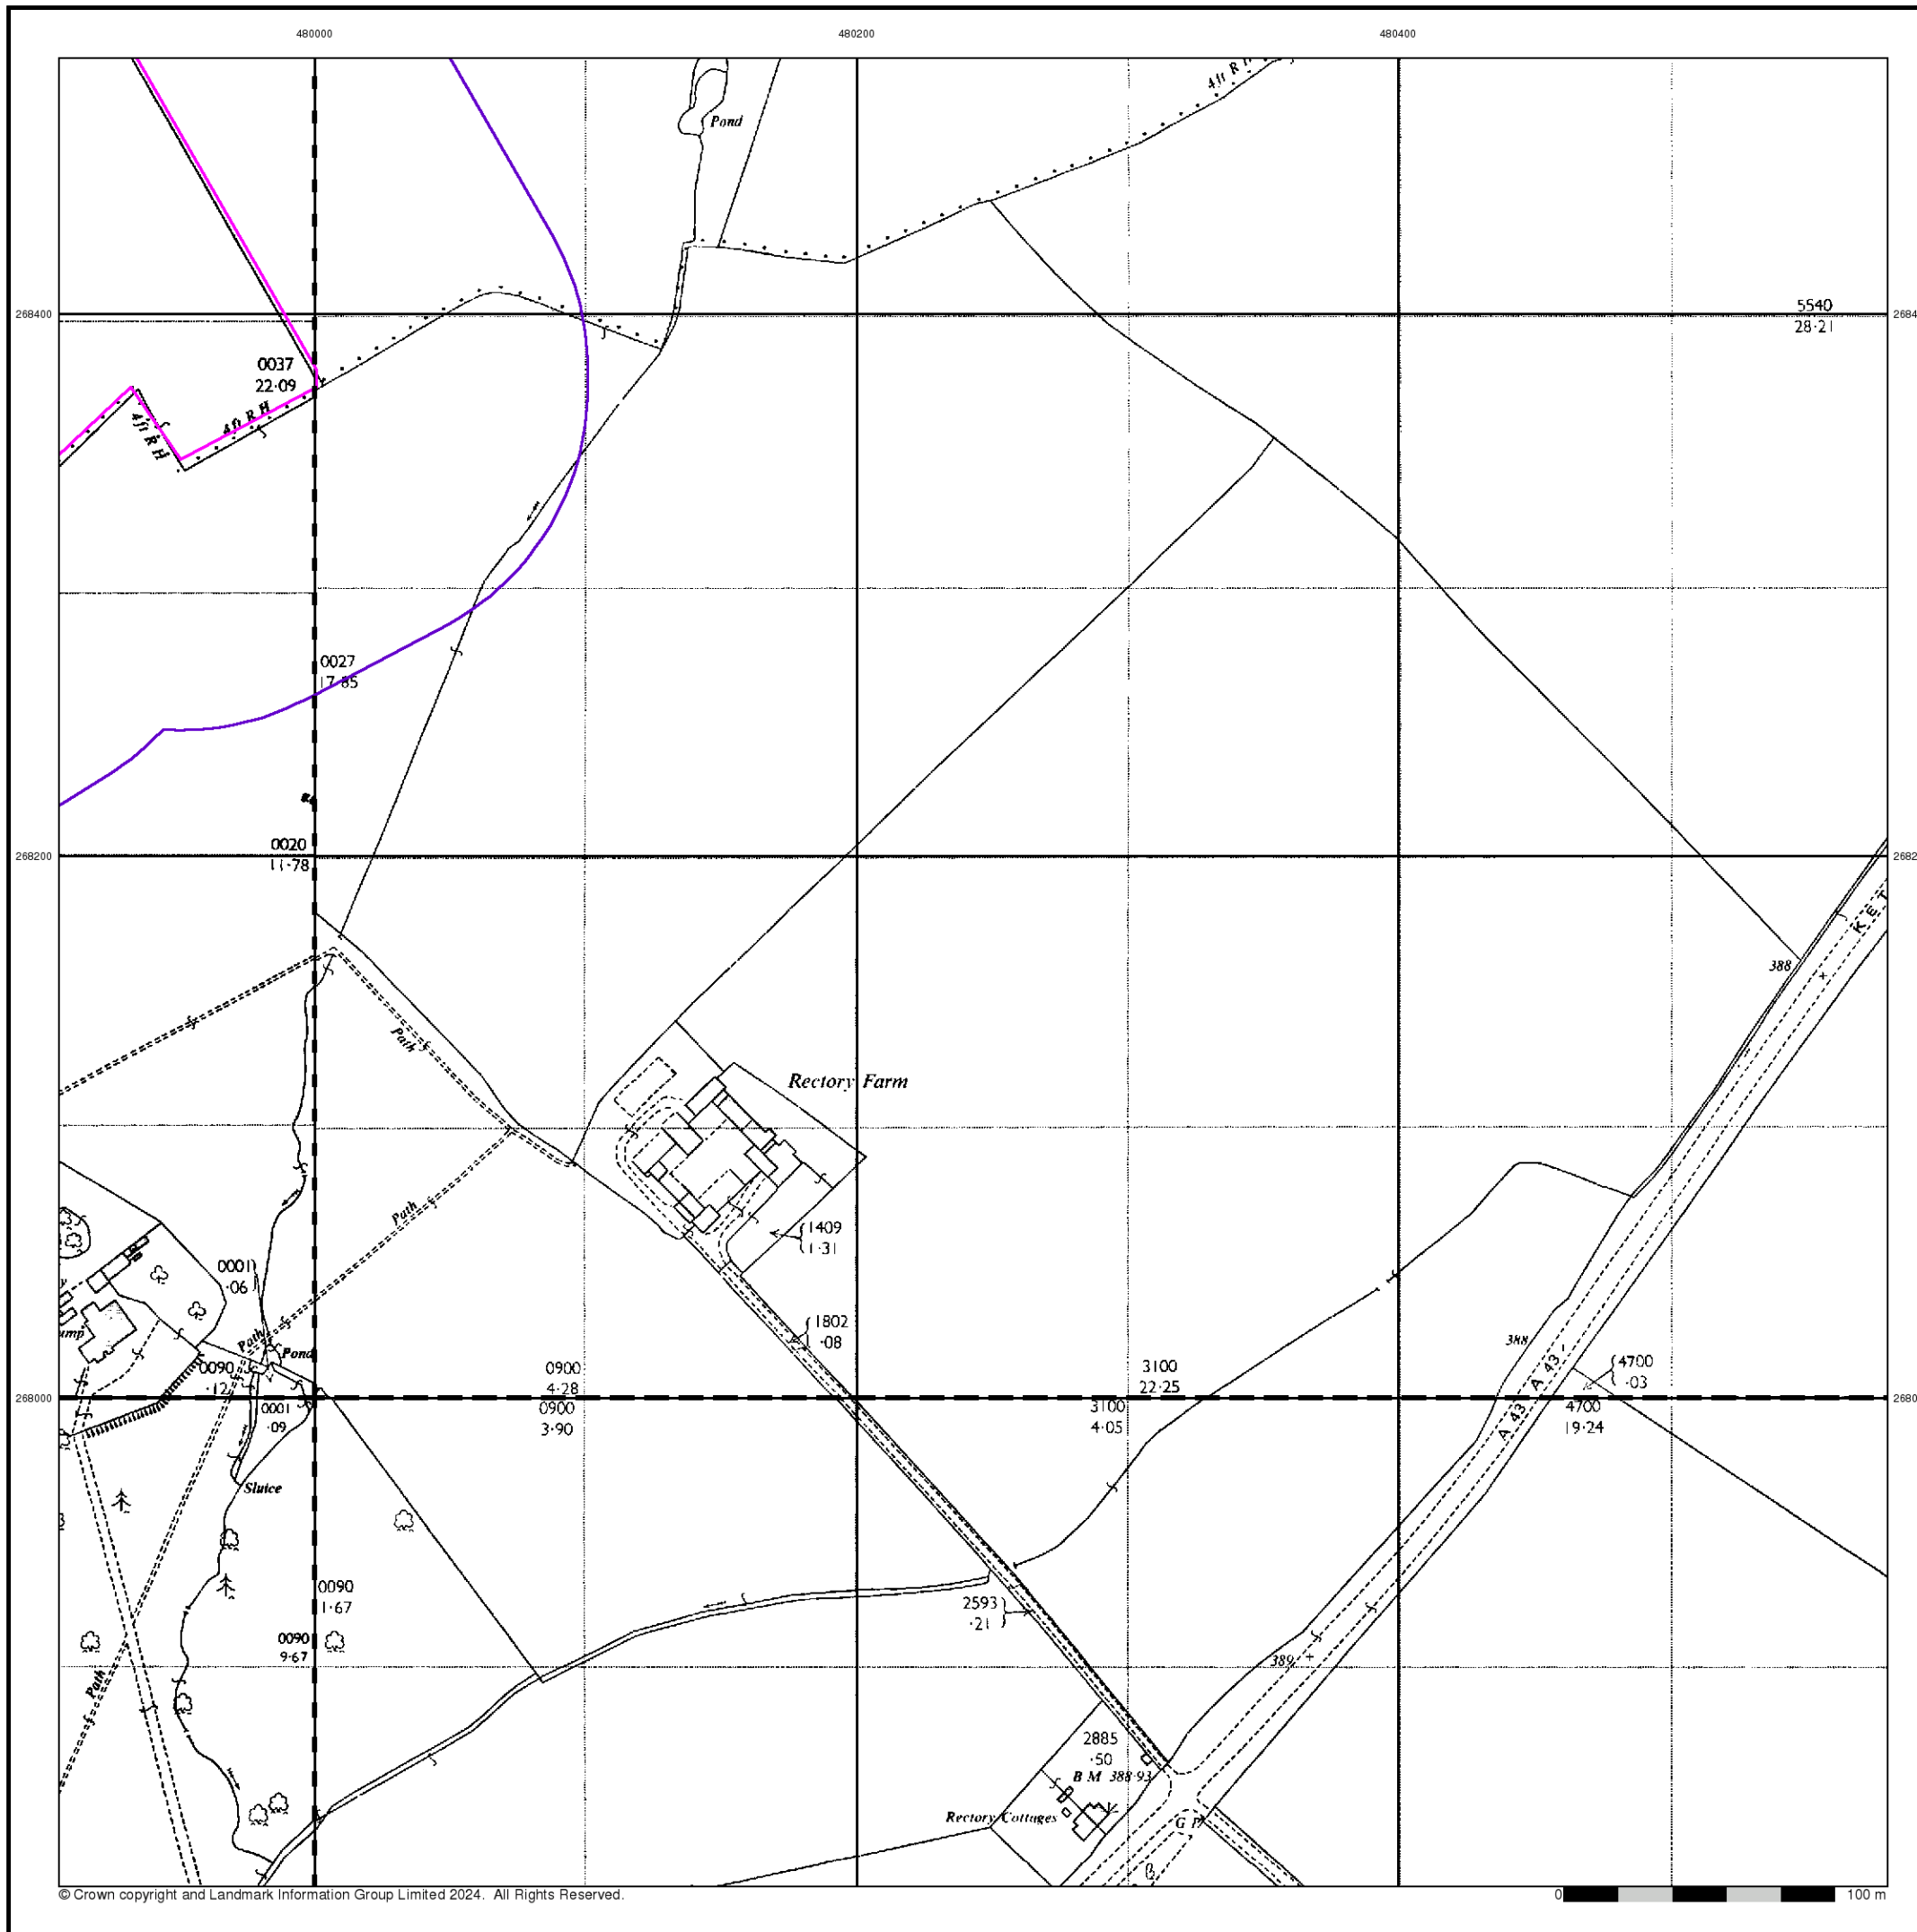 480000
480200
480400
4ft R H
Pond
268400
5540
28·21
0037
22·09
4ft R H
4ft R H
0027
17·85
268200
0020
11·78
KET
388
Path
Rectory Farm
Path
1409
1·31
0001
·06
1802
1·08
Path
Pond
0090
·12
0900
4·28
3100
22·25
388
A 43
4700
·03
268000
0001
·09
0900
3·90
3100
4·05
A 43
4700
19·24
Sluice
0090
1·67
2593
·21
0090
9·67
Path
389
2885
·50
B M 388·93
Rectory Cottages
G P
© Crown copyright and Landmark Information Group Limited 2024. All Rights Reserved.
0
100 m